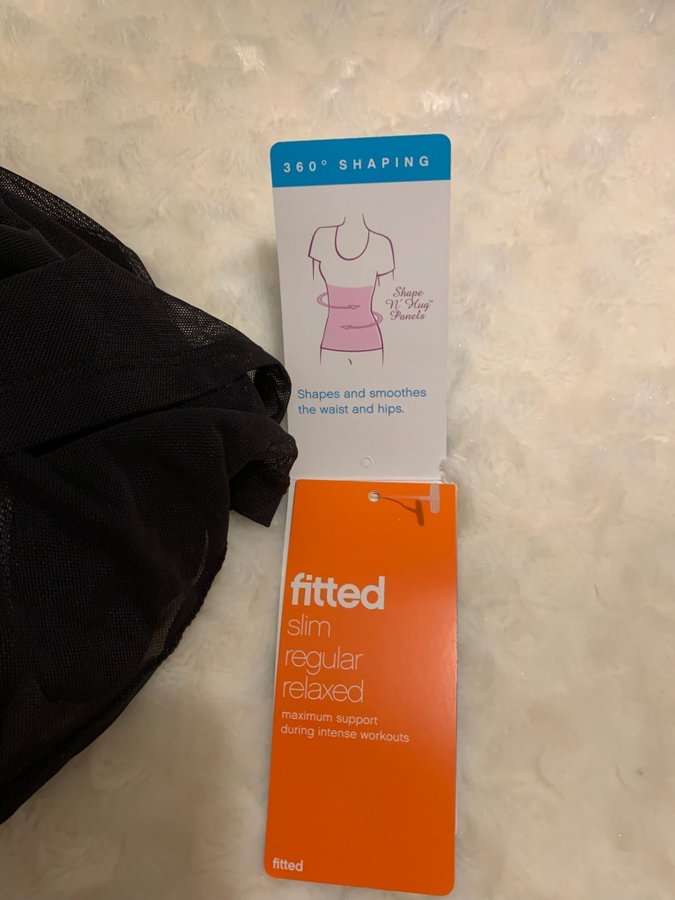 360° SHAPING
Shape
N' Hug™
Panels
Shapes and smoothes
the waist and hips.
fitted
slim
regular
relaxed
maximum support
during intense workouts
fitted